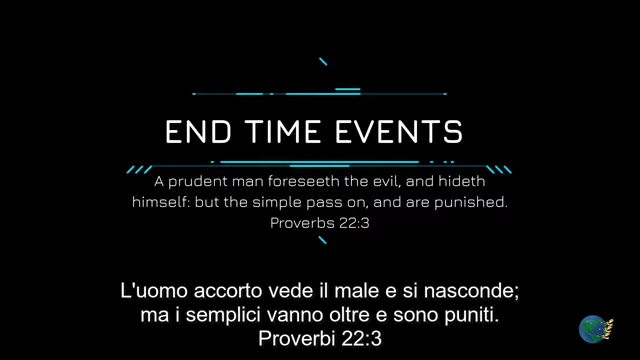 END TIME EVENTS
A prudent man foreseeth the evil, and hideth
himself: but the simple pass on, and are punished.
Proverbs 22:3
L'uomo accorto vede il male e si nasconde;
ma i semplici vanno oltre e sono puniti.
Proverbi 22:3